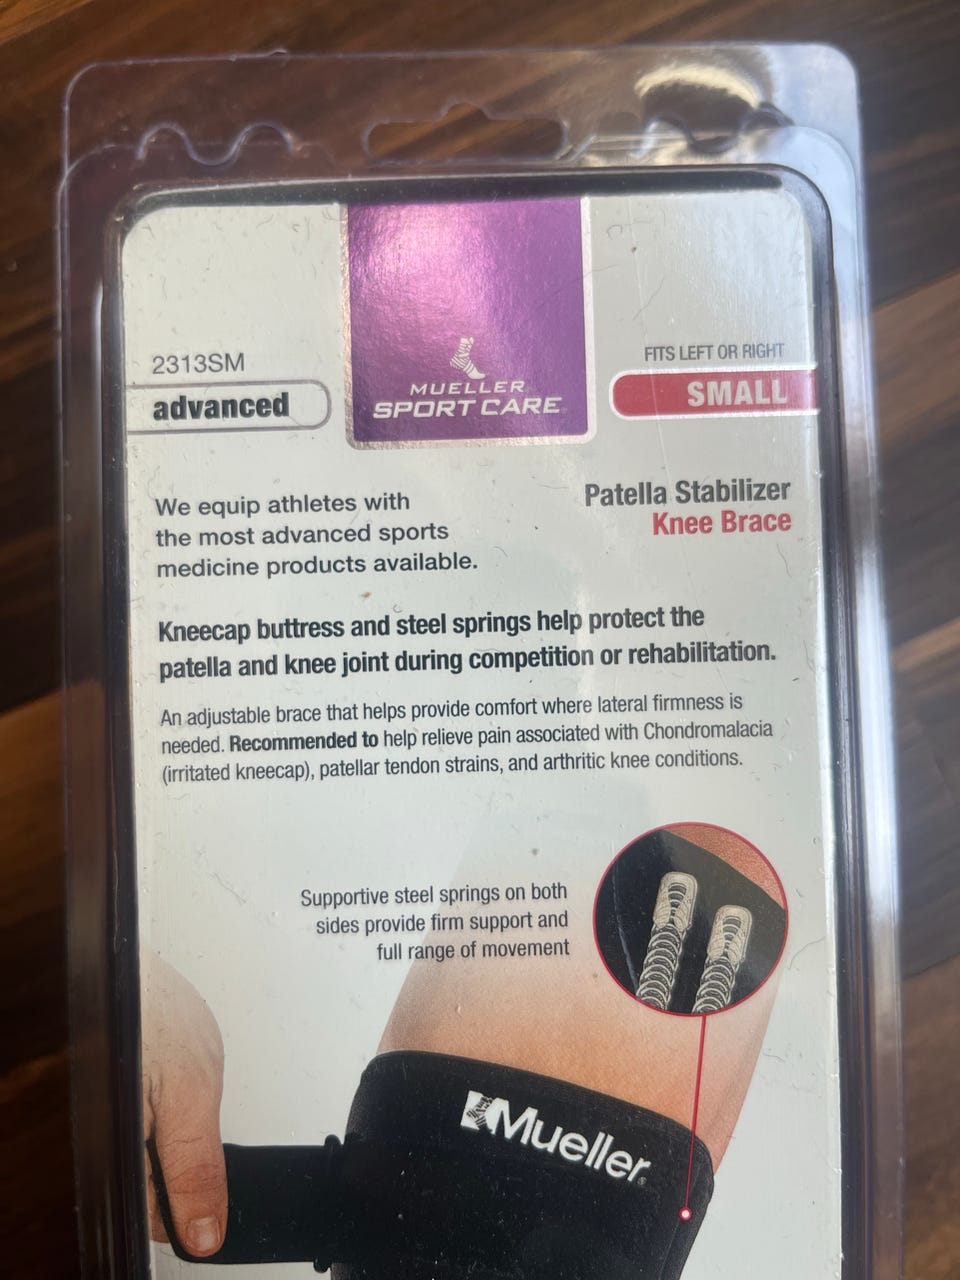 2313SM
advanced
MUELLER
SPORT CARE
FITS LEFT OR RIGHT
SMALL
We equip athletes with
the most advanced sports
medicine products available.
Patella Stabilizer
Knee Brace
Kneecap buttress and steel springs help protect the
patella and knee joint during competition or rehabilitation.
An adjustable brace that helps provide comfort where lateral firmness is
needed. Recommended to help relieve pain associated with Chondromalacia
(irritated kneecap), patellar tendon strains, and arthritic knee conditions.
Supportive steel springs on both
sides provide firm support and
full range of movement
Mueller